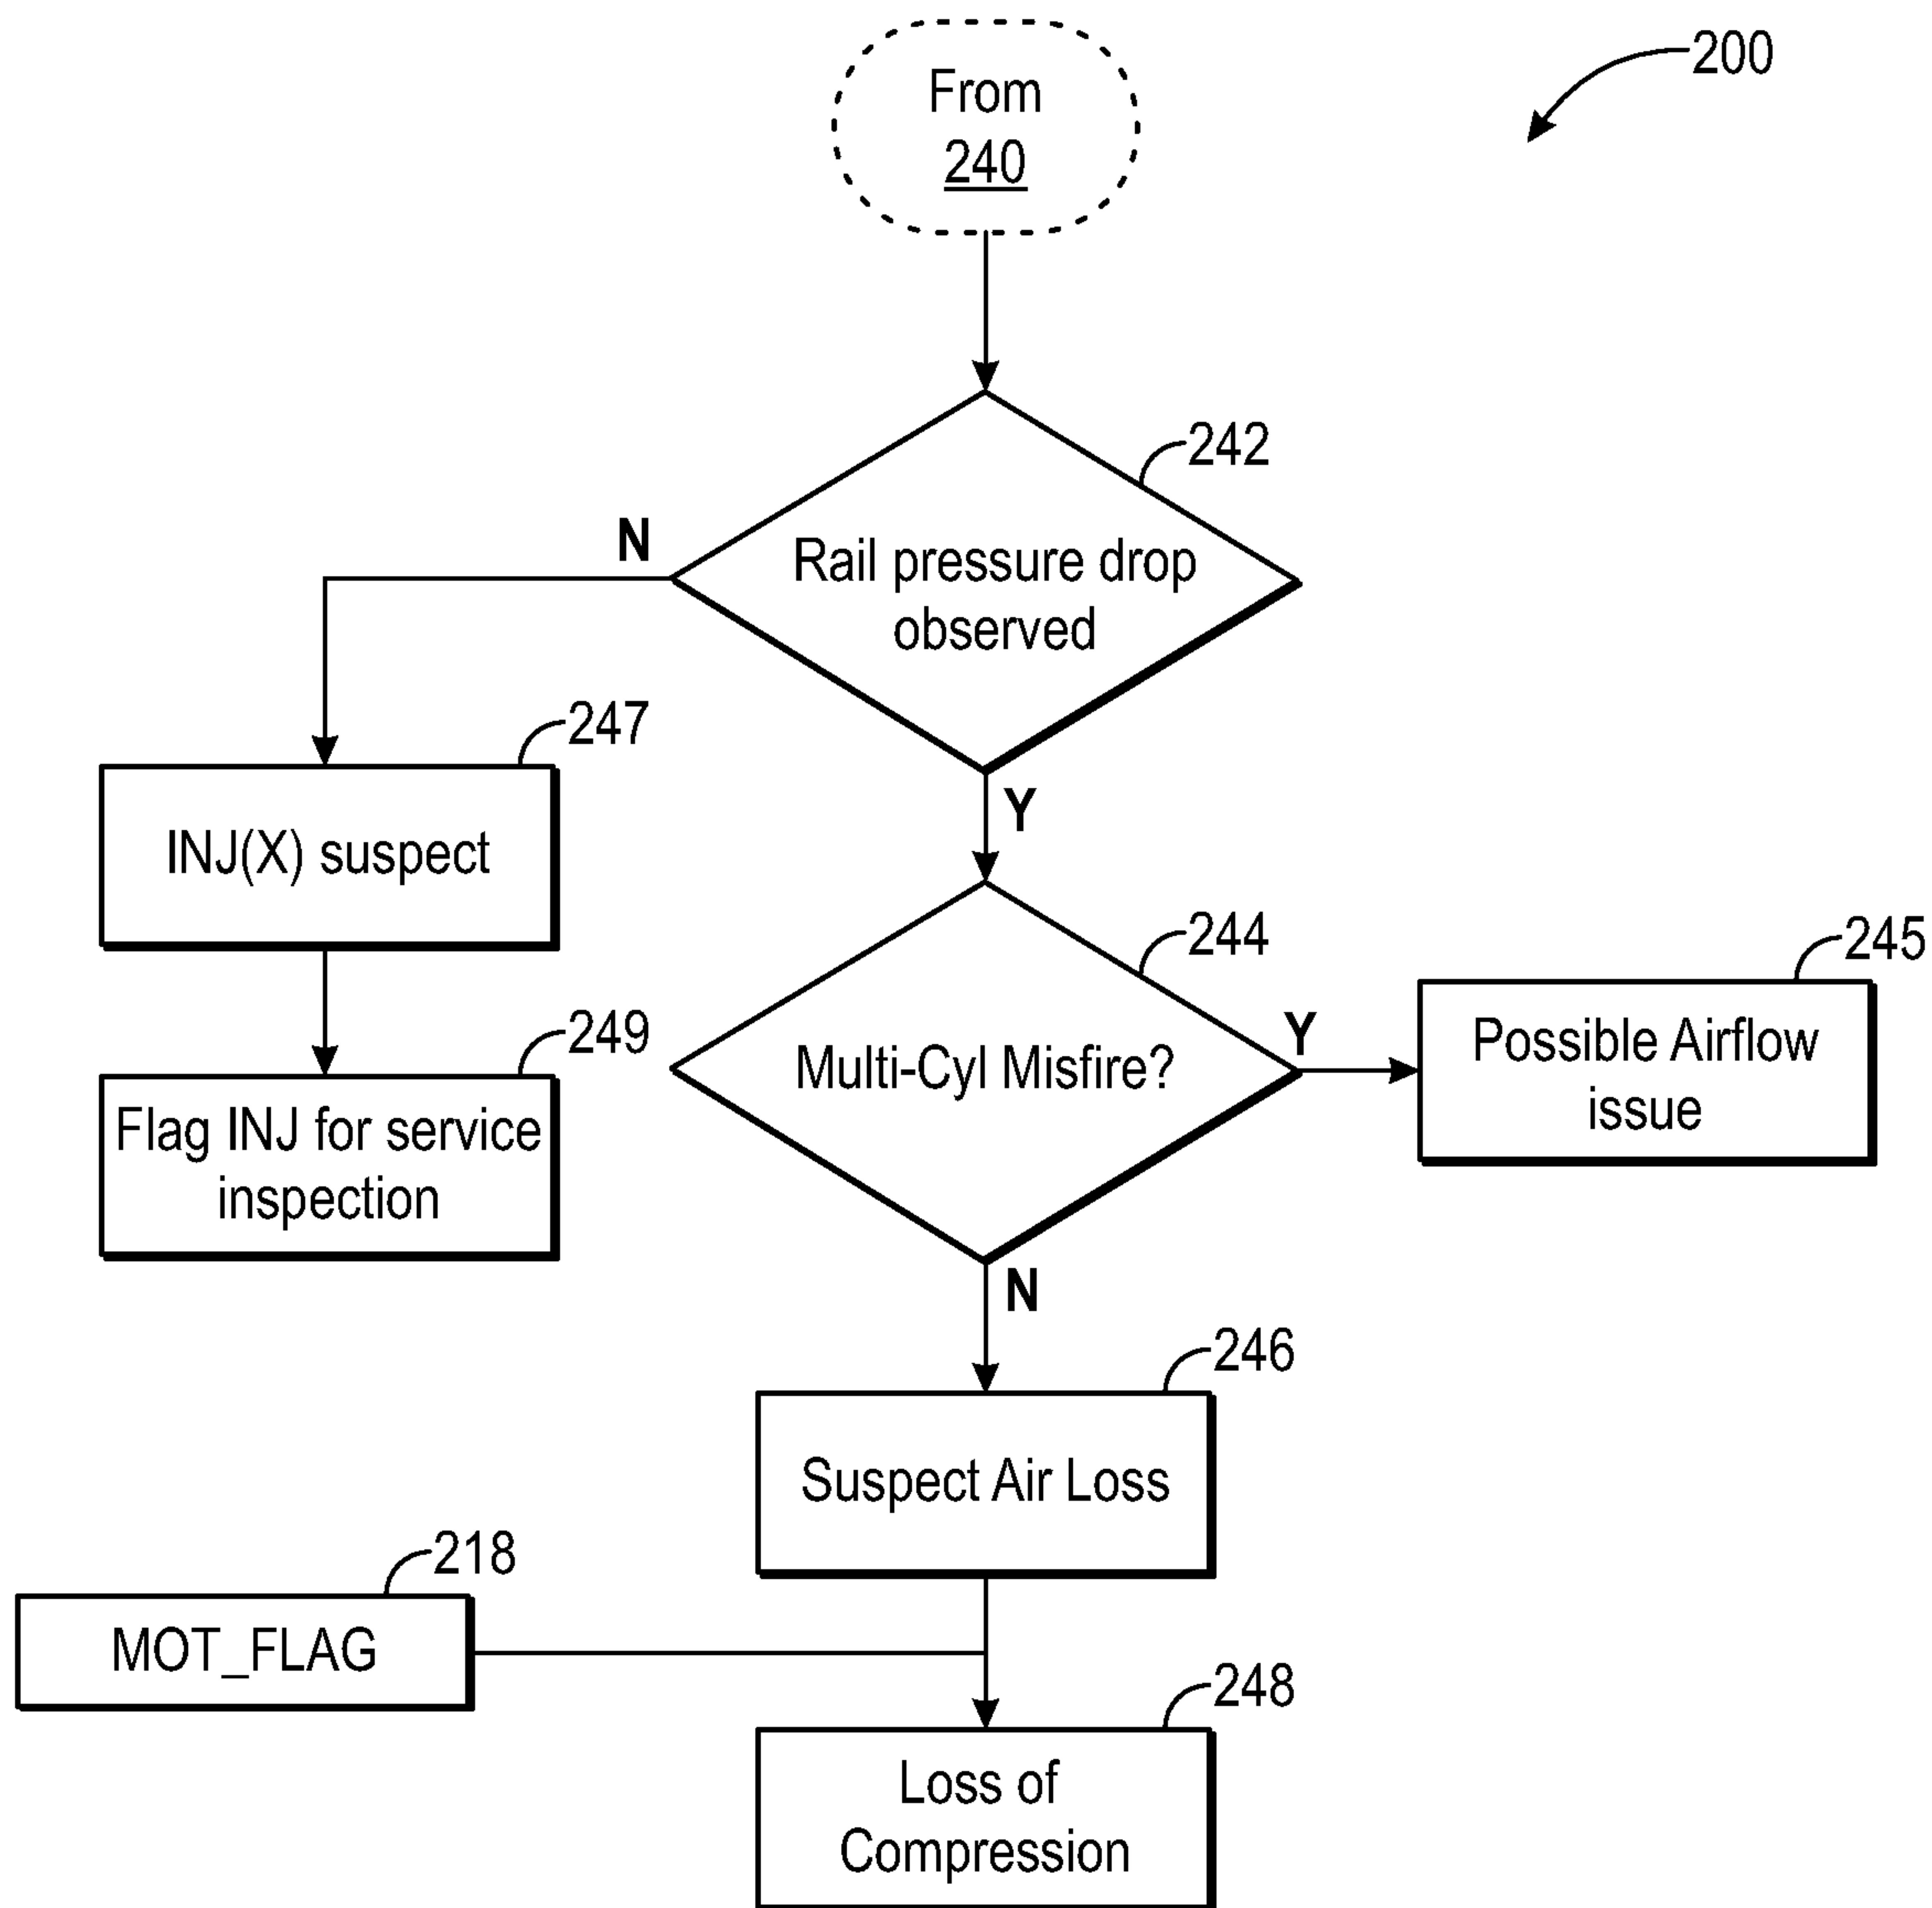 200
From
240
242
N
Rail pressure drop
observed
247
Y
INJ(X) suspect
244
245
249
Y
Multi-Cyl Misfire?
Possible Airflow
issue
Flag INJ for service
inspection
N
246
Suspect Air Loss
218
MOT_FLAG
248
Loss of
Compression